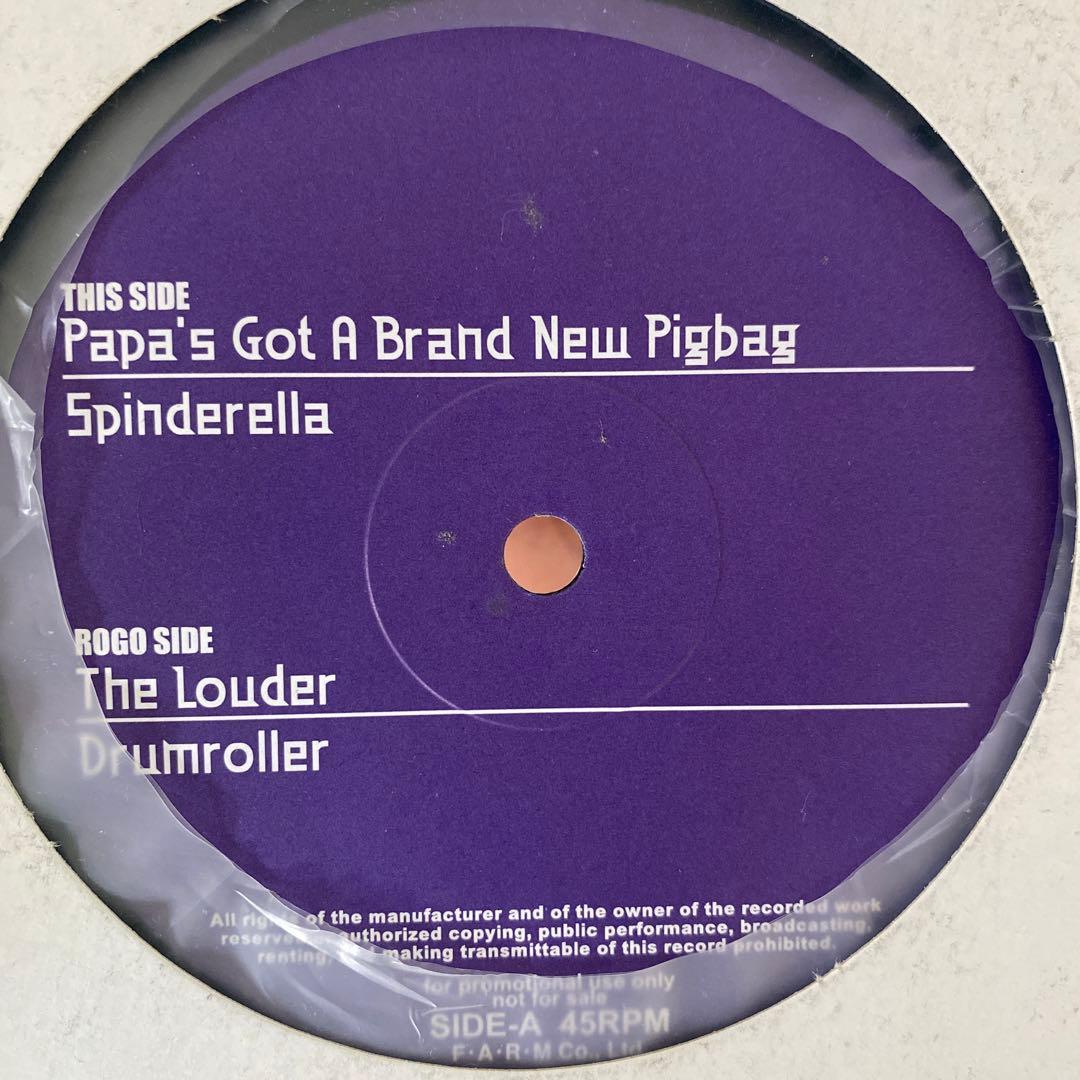 THIS SIDE
Papa's Got A Brand New Pigbag
Spinderella
ROGO SIDE
The Louder
Drumroller
All rights of the manufacturer and of the owner of the recorded work
reserved authorized copying, public performance, broadcasting,
renting, making transmittable of this record prohibited.
for promotional use only
not for sale
SIDE-A 45RPM
F·A·R·M Co., Ltd